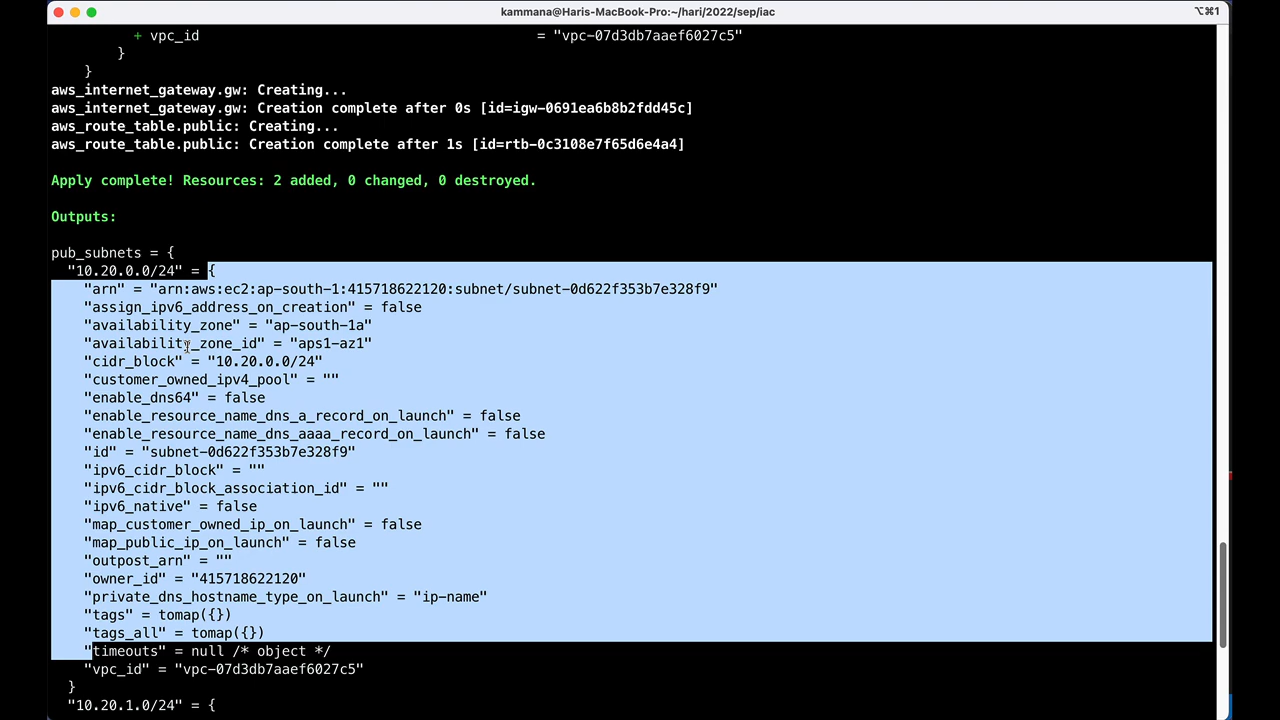 kammana@Haris-MacBook-Pro:~/hari/2022/sep/iac
⌥⌘1
+ vpc_id = "vpc-07d3db7aaef6027c5"
}
}
aws_internet_gateway.gw: Creating...
aws_internet_gateway.gw: Creation complete after 0s [id=igw-0691ea6b8b2fdd45c]
aws_route_table.public: Creating...
aws_route_table.public: Creation complete after 1s [id=rtb-0c3108e7f65d6e4a4]
Apply complete! Resources: 2 added, 0 changed, 0 destroyed.
Outputs:
pub_subnets = {
"10.20.0.0/24" = {
"arn" = "arn:aws:ec2:ap-south-1:415718622120:subnet/subnet-0d622f353b7e328f9"
"assign_ipv6_address_on_creation" = false
"availability_zone" = "ap-south-1a"
"availability_zone_id" = "aps1-az1"
"cidr_block" = "10.20.0.0/24"
"customer_owned_ipv4_pool" = ""
"enable_dns64" = false
"enable_resource_name_dns_a_record_on_launch" = false
"enable_resource_name_dns_aaaa_record_on_launch" = false
"id" = "subnet-0d622f353b7e328f9"
"ipv6_cidr_block" = ""
"ipv6_cidr_block_association_id" = ""
"ipv6_native" = false
"map_customer_owned_ip_on_launch" = false
"map_public_ip_on_launch" = false
"outpost_arn" = ""
"owner_id" = "415718622120"
"private_dns_hostname_type_on_launch" = "ip-name"
"tags" = tomap({})
"tags_all" = tomap({})
"timeouts" = null /* object */
"vpc_id" = "vpc-07d3db7aaef6027c5"
}
"10.20.1.0/24" = {